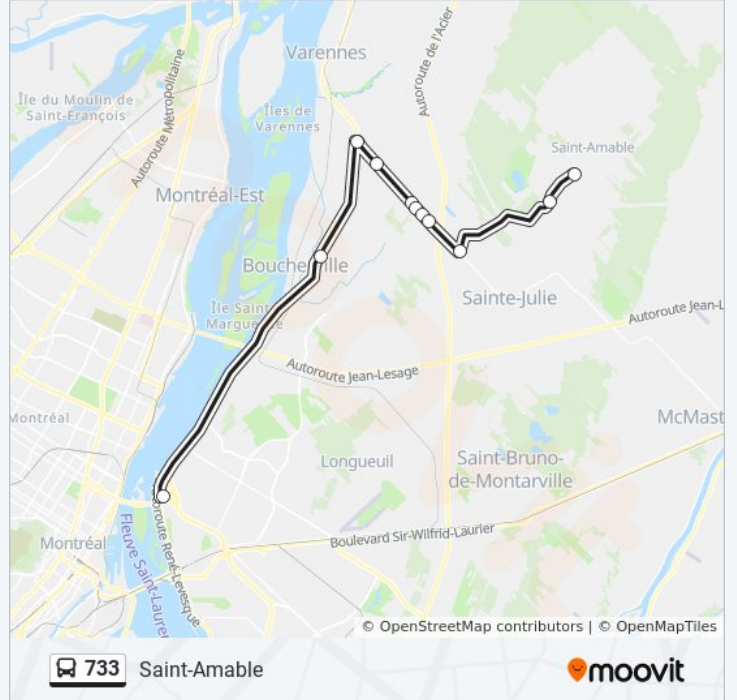 Varennes
Autoroute de l'Acier
Autoroute Métropolitaine
Île du Moulin de
Saint-François
Îles de
Varennes
Saint-Amable
Montréal-Est
Boucherville
Sainte-Julie
Île Sainte
Marguerite
Autoroute Jean-L
Autoroute Jean-Lesage
Montréal
McMast
Longueuil
Saint-Bruno-
de-Montarville
Boulevard Sir-Wilfrid-Laurier
Montréal
Fleuve Saint-Laurent
oroute René-Levesque
© OpenStreetMap contributors | © OpenMapTiles
733 Saint-Amable
moovit